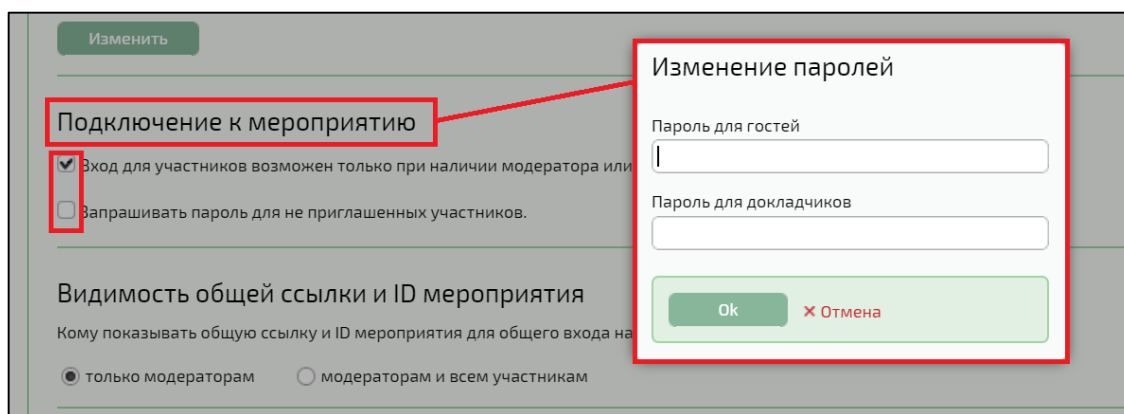 Изменить
Подключение к мероприятию
Вход для участников возможен только при наличии модератора или
Запрашивать пароль для не приглашенных участников.
Видимость общей ссылки и ID мероприятия
Кому показывать общую ссылку и ID мероприятия для общего входа на
только модераторам
модераторам и всем участникам
Изменение паролей
Пароль для гостей
Пароль для докладчиков
Ok
Отмена